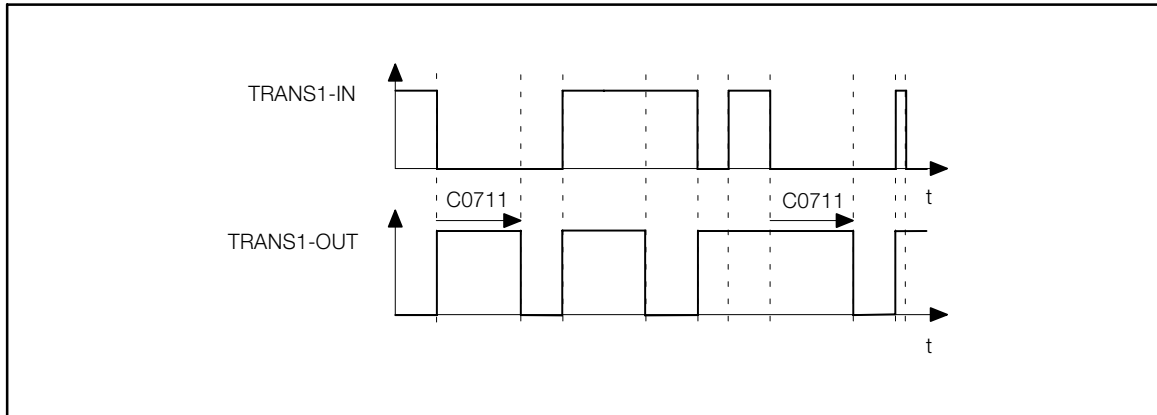 TRANS1-IN
t
C0711 C0711
TRANS1-OUT
t